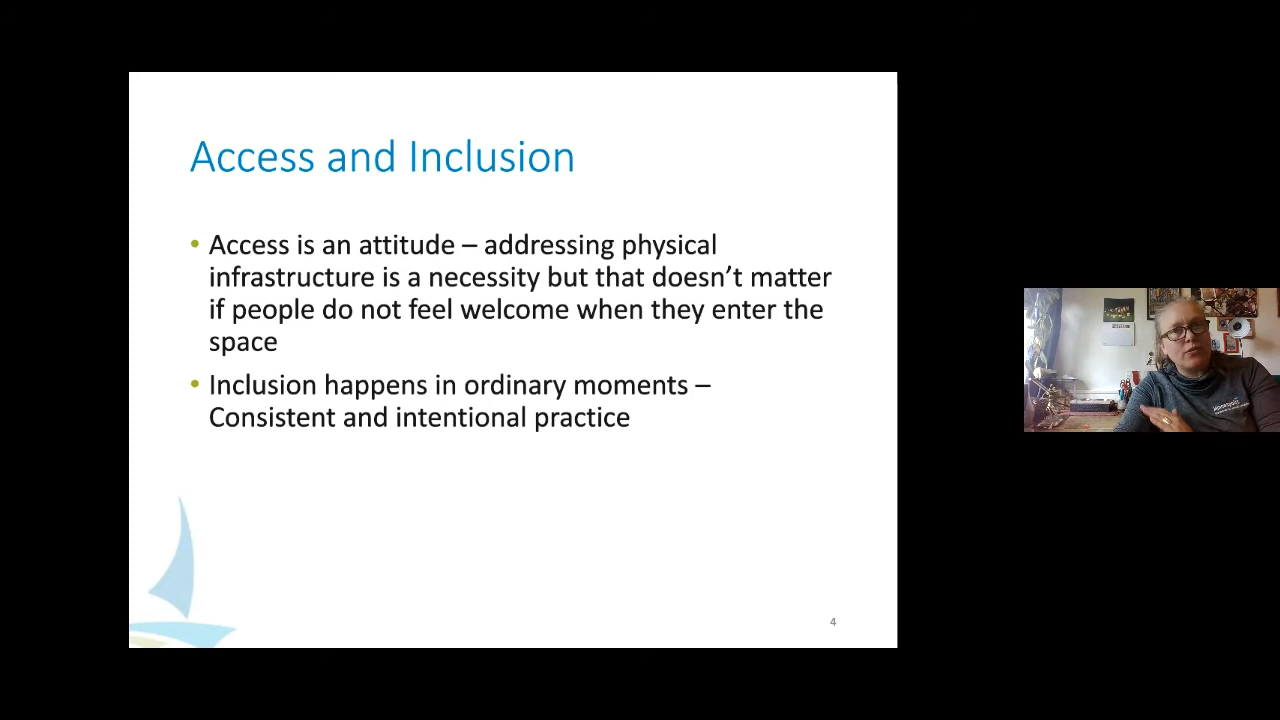 Access and Inclusion
• Access is an attitude – addressing physical
infrastructure is a necessity but that doesn’t matter
if people do not feel welcome when they enter the
space
• Inclusion happens in ordinary moments –
Consistent and intentional practice
4